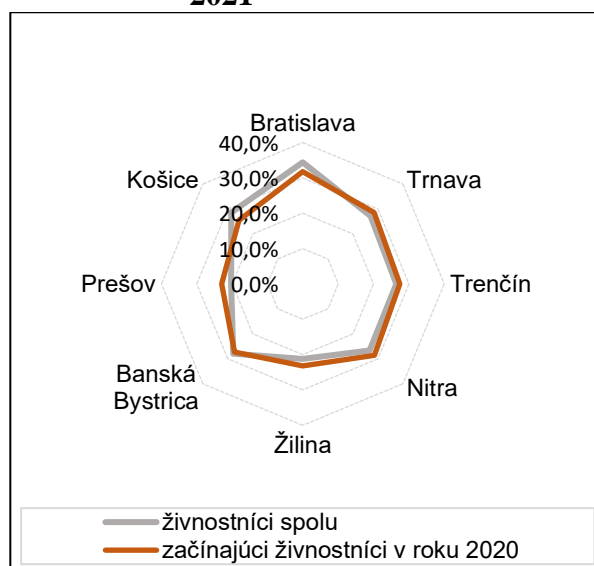 2021
Bratislava
40,0%
Košice
30,0%
Trnava
20,0%
10,0%
Prešov
0,0%
Trenčín
Banská
Bystrica
Nitra
Žilina
živnostníci spolu
začínajúci živnostníci v roku 2020